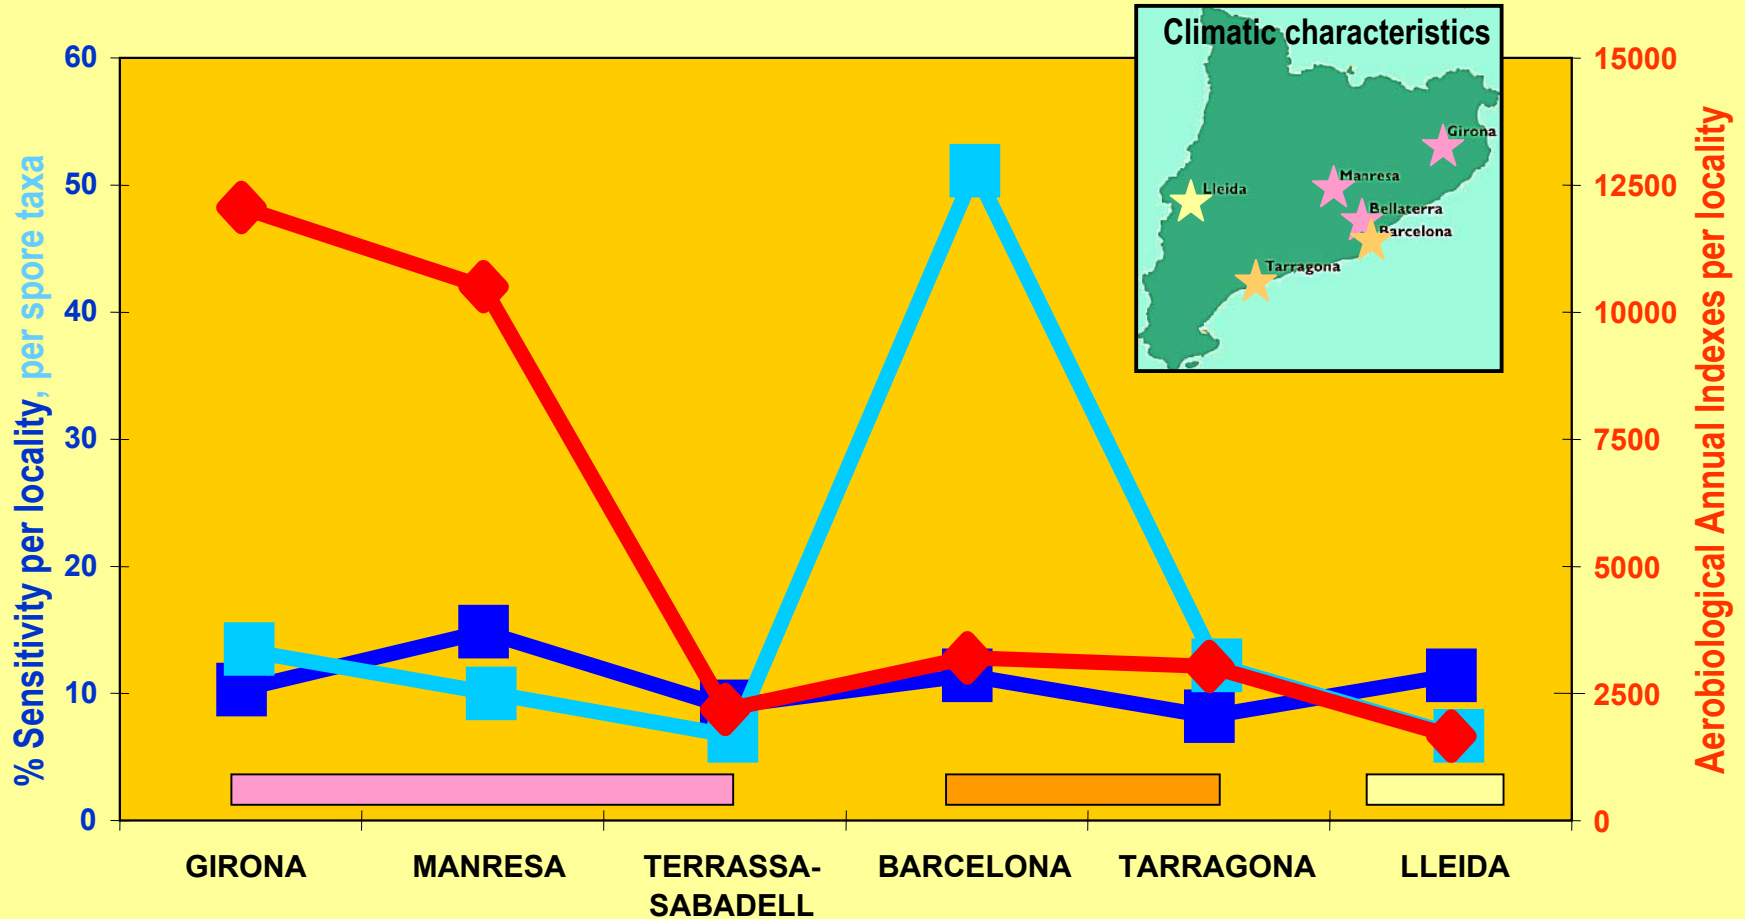 Climatic characteristics
Girona
Manresa
Lleida
Bellaterra
Barcelona
Tarragona
% Sensitivity per locality, per spore taxa
60
50
40
30
20
10
0
15000
12500
10000
7500
5000
2500
0
Aerobiological Annual Indexes per locality
GIRONA MANRESA TERRASSA- BARCELONA TARRAGONA LLEIDA
SABADELL